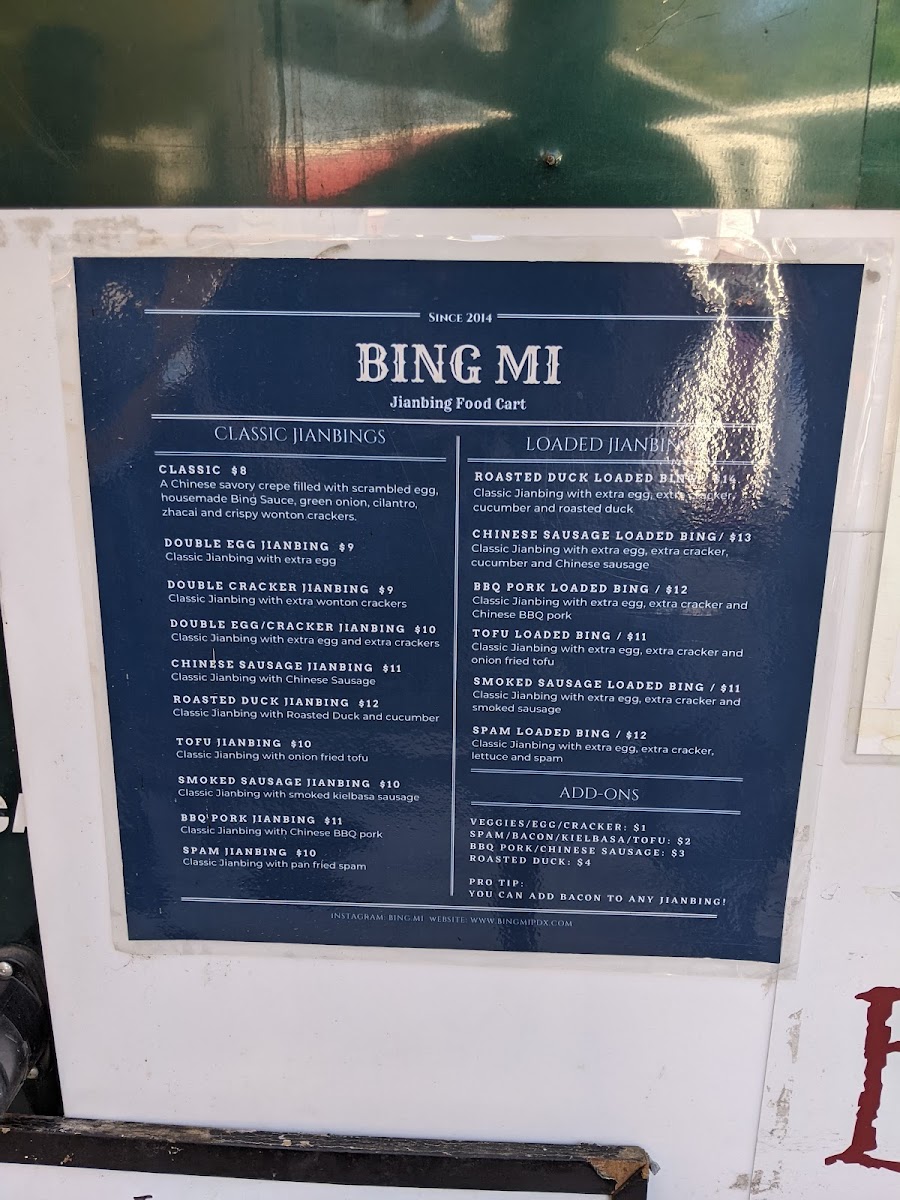 SINCE 2014
BING MI
Jianbing Food Cart
CLASSIC JIANBINGS
CLASSIC $8
A Chinese savory crepe filled with scrambled egg,
housemade Bing Sauce, green onion, cilantro,
zhacai and crispy wonton crackers.
DOUBLE EGG JIANBING $9
Classic Jianbing with extra egg
DOUBLE CRACKER JIANBING $9
Classic Jianbing with extra wonton crackers
DOUBLE EGG/CRACKER JIANBING $10
Classic Jianbing with extra egg and extra crackers
CHINESE SAUSAGE JIANBING $11
Classic Jianbing with Chinese Sausage
ROASTED DUCK JIANBING $12
Classic Jianbing with Roasted Duck and cucumber
TOFU JIANBING $10
Classic Jianbing with onion fried tofu
SMOKED SAUSAGE JIANBING $10
Classic Jianbing with smoked kielbasa sausage
BBQ PORK JIANBING $11
Classic Jianbing with Chinese BBQ pork
SPAM JIANBING $10
Classic Jianbing with pan fried spam
LOADED
ROASTED DUCK LOADED BING $14
Classic Jianbing with extra egg, extra cracker,
cucumber and roasted duck
CHINESE SAUSAGE LOADED BING/ $13
Classic Jianbing with extra egg, extra cracker,
cucumber and Chinese sausage
BBQ PORK LOADED BING / $12
Classic Jianbing with extra egg, extra cracker and
Chinese BBQ pork
TOFU LOADED BING / $11
Classic Jianbing with extra egg, extra cracker and
onion fried tofu
SMOKED SAUSAGE LOADED BING / $11
Classic Jianbing with extra egg, extra cracker and
smoked sausage
SPAM LOADED BING / $12
Classic Jianbing with extra egg, extra cracker,
lettuce and spam
ADD-ONS
VEGGIES/EGG/CRACKER: $1
SPAM/BACON/KIELBASA/TOFU: $2
BBQ PORK/CHINESE SAUSAGE: $3
ROASTED DUCK: $4
PRO TIP:
YOU CAN ADD BACON TO ANY JIANBING!
INSTAGRAM: BING.MI WEBSITE: WWW.BINGMIPDX.COM